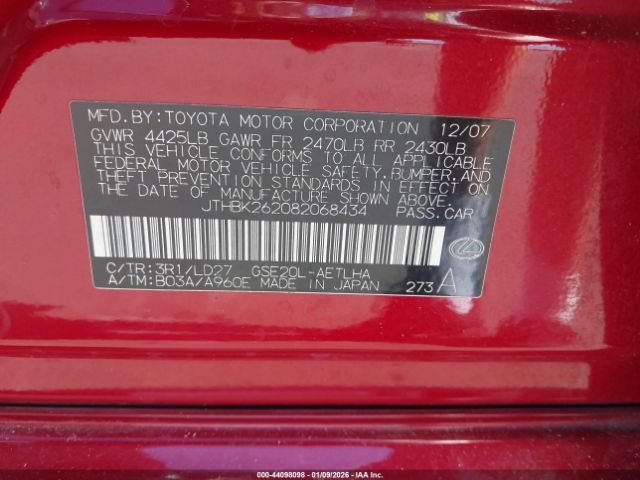 MFD.BY:TOYOTA MOTOR CORPORATION 12/07
GVWR 4425LB GAWR FR 2470LB RR 2430LB
THIS VEHICLE CONFORMS TO ALL APPLICABLE
FEDERAL MOTOR VEHICLE SAFETY,BUMPER,AND
THEFT PREVENTION STANDARDS IN EFFECT ON
THE DATE OF MANUFACTURE SHOWN ABOVE.
JTHBK262082068434 PASS.CAR
C/TR:3R1/LD27 GSE20L-AETLHA
A/TM:B03A/A960E MADE IN JAPAN 273 A
000-44098098 - 01/09/2026 - IAAI.COM